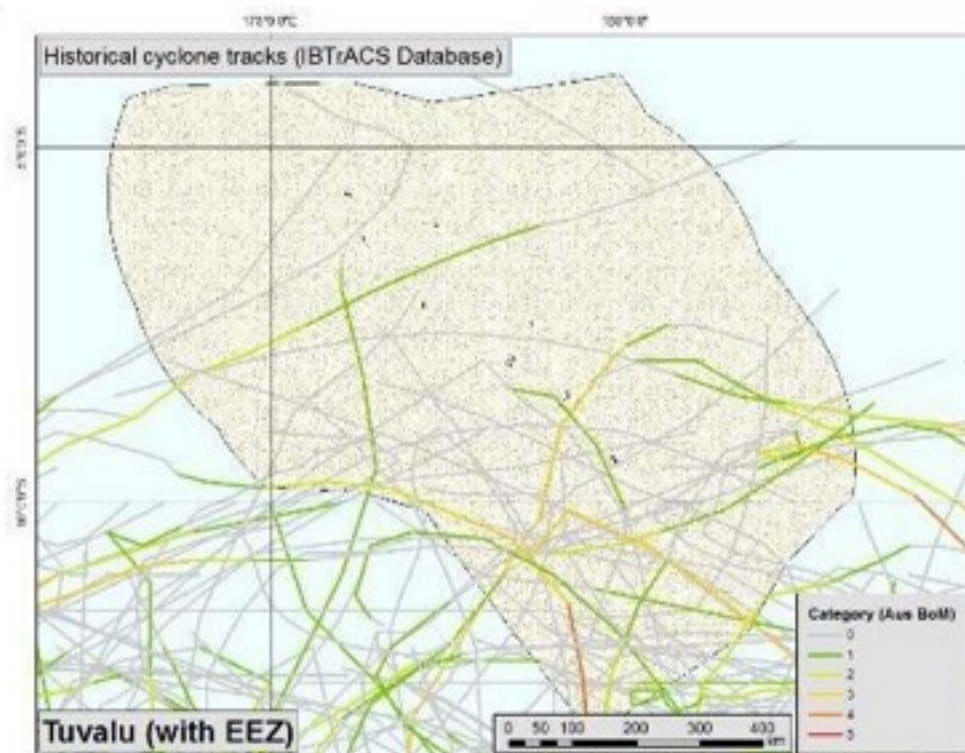 Historical cyclone tracks (IBTrACS Database)
Category (Aus BoM)
0
1
2
3
4
5
0 50 100 200 300 400
km
Tuvalu (with EEZ)